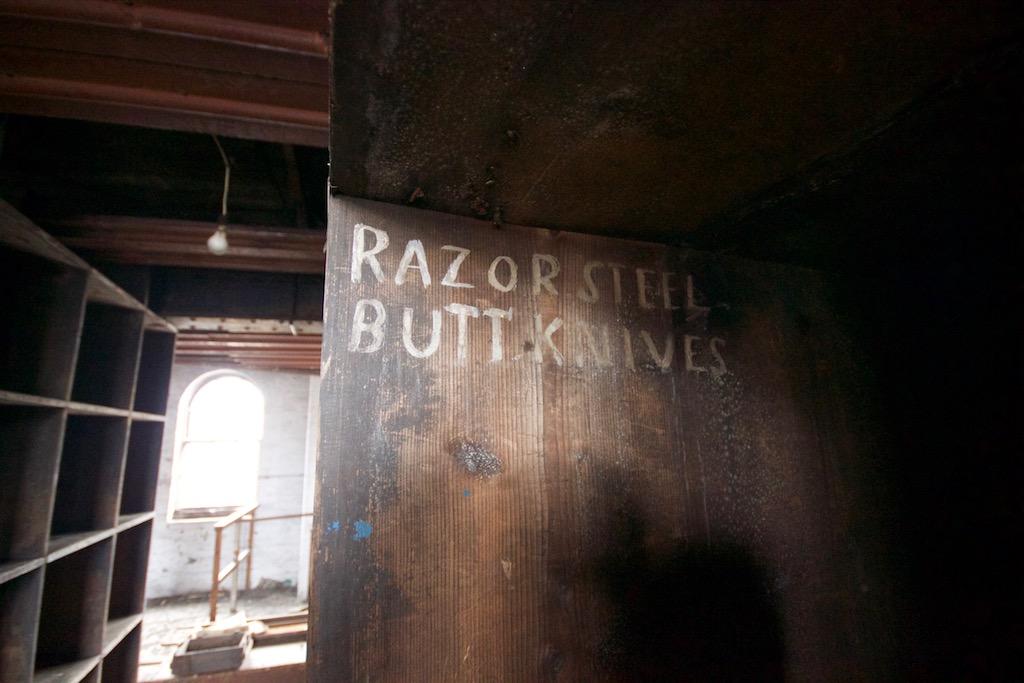 RAZOR STEEL
BUTT KNIVES